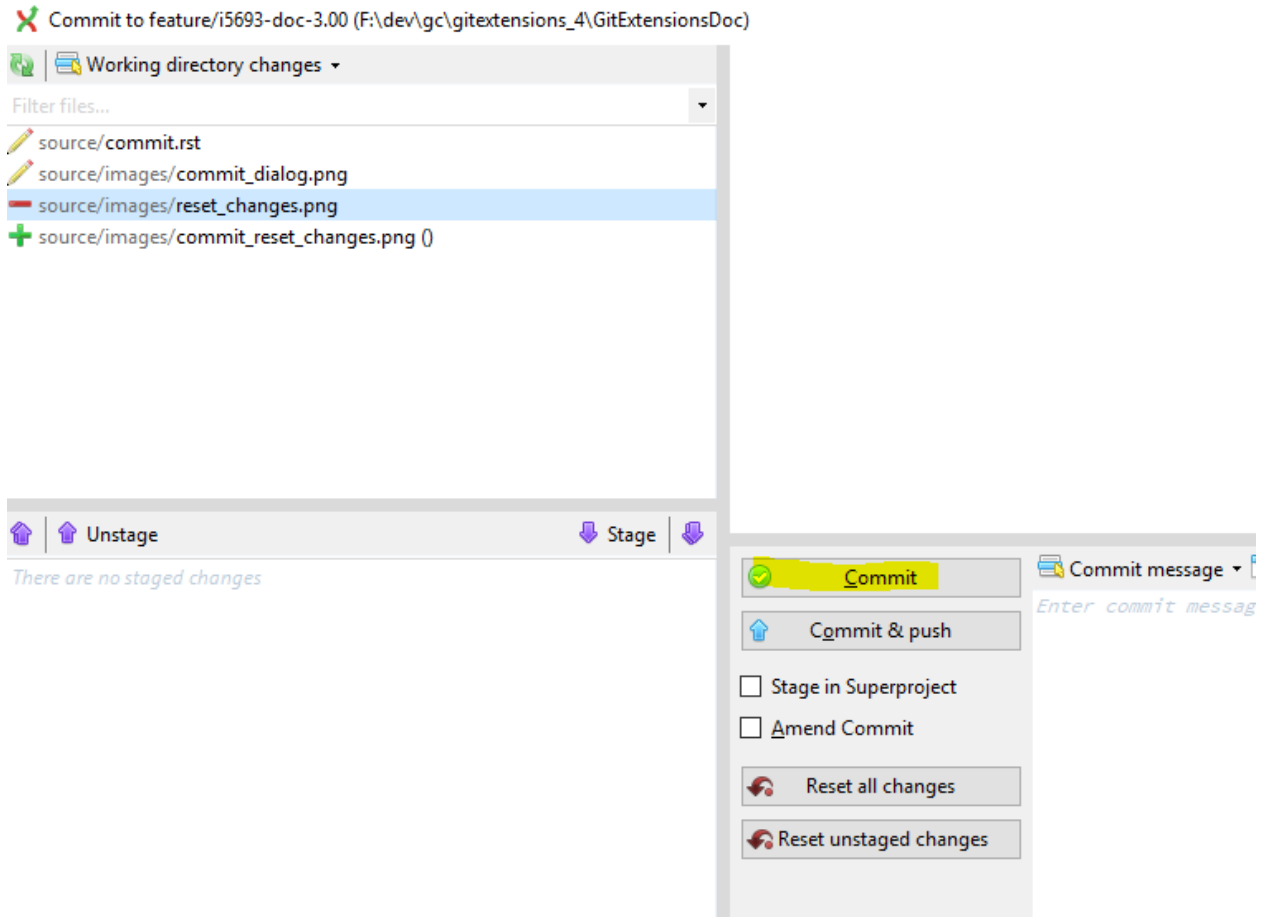 Commit to feature/i5693-doc-3.00 (F:\dev\gc\gitextensions_4\GitExtensionsDoc)
Working directory changes
Filter files...
source/commit.rst
source/images/commit_dialog.png
source/images/reset_changes.png
source/images/commit_reset_changes.png ()
Unstage
Stage
There are no staged changes
Commit
Commit & push
Stage in Superproject
Amend Commit
Reset all changes
Reset unstaged changes
Commit message
Enter commit messag